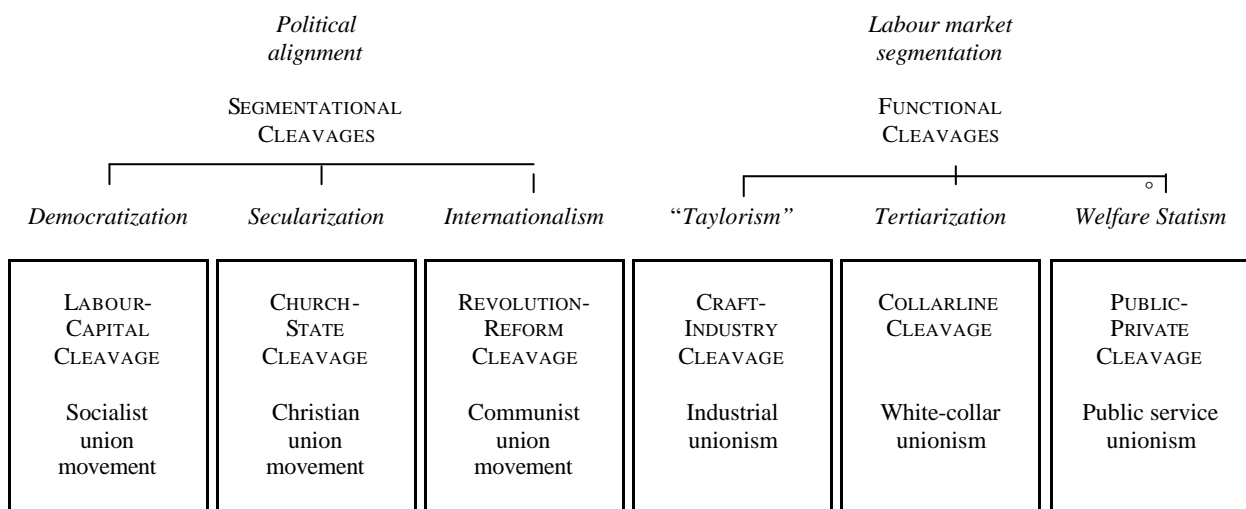 Political
alignment
SEGMENTATIONAL
CLEAVAGES
Labour market
segmentation
FUNCTIONAL
CLEAVAGES
Democratization
Secularization
Internationalism
“Taylorism”
Tertiarization
Welfare Statism
LABOUR-
CAPITAL
CLEAVAGE
Socialist
union
movement
CHURCH-
STATE
CLEAVAGE
Christian
union
movement
REVOLUTION-
REFORM
CLEAVAGE
Communist
union
movement
CRAFT-
INDUSTRY
CLEAVAGE
Industrial
unionism
COLLARLINE
CLEAVAGE
White-collar
unionism
PUBLIC-
PRIVATE
CLEAVAGE
Public service
unionism